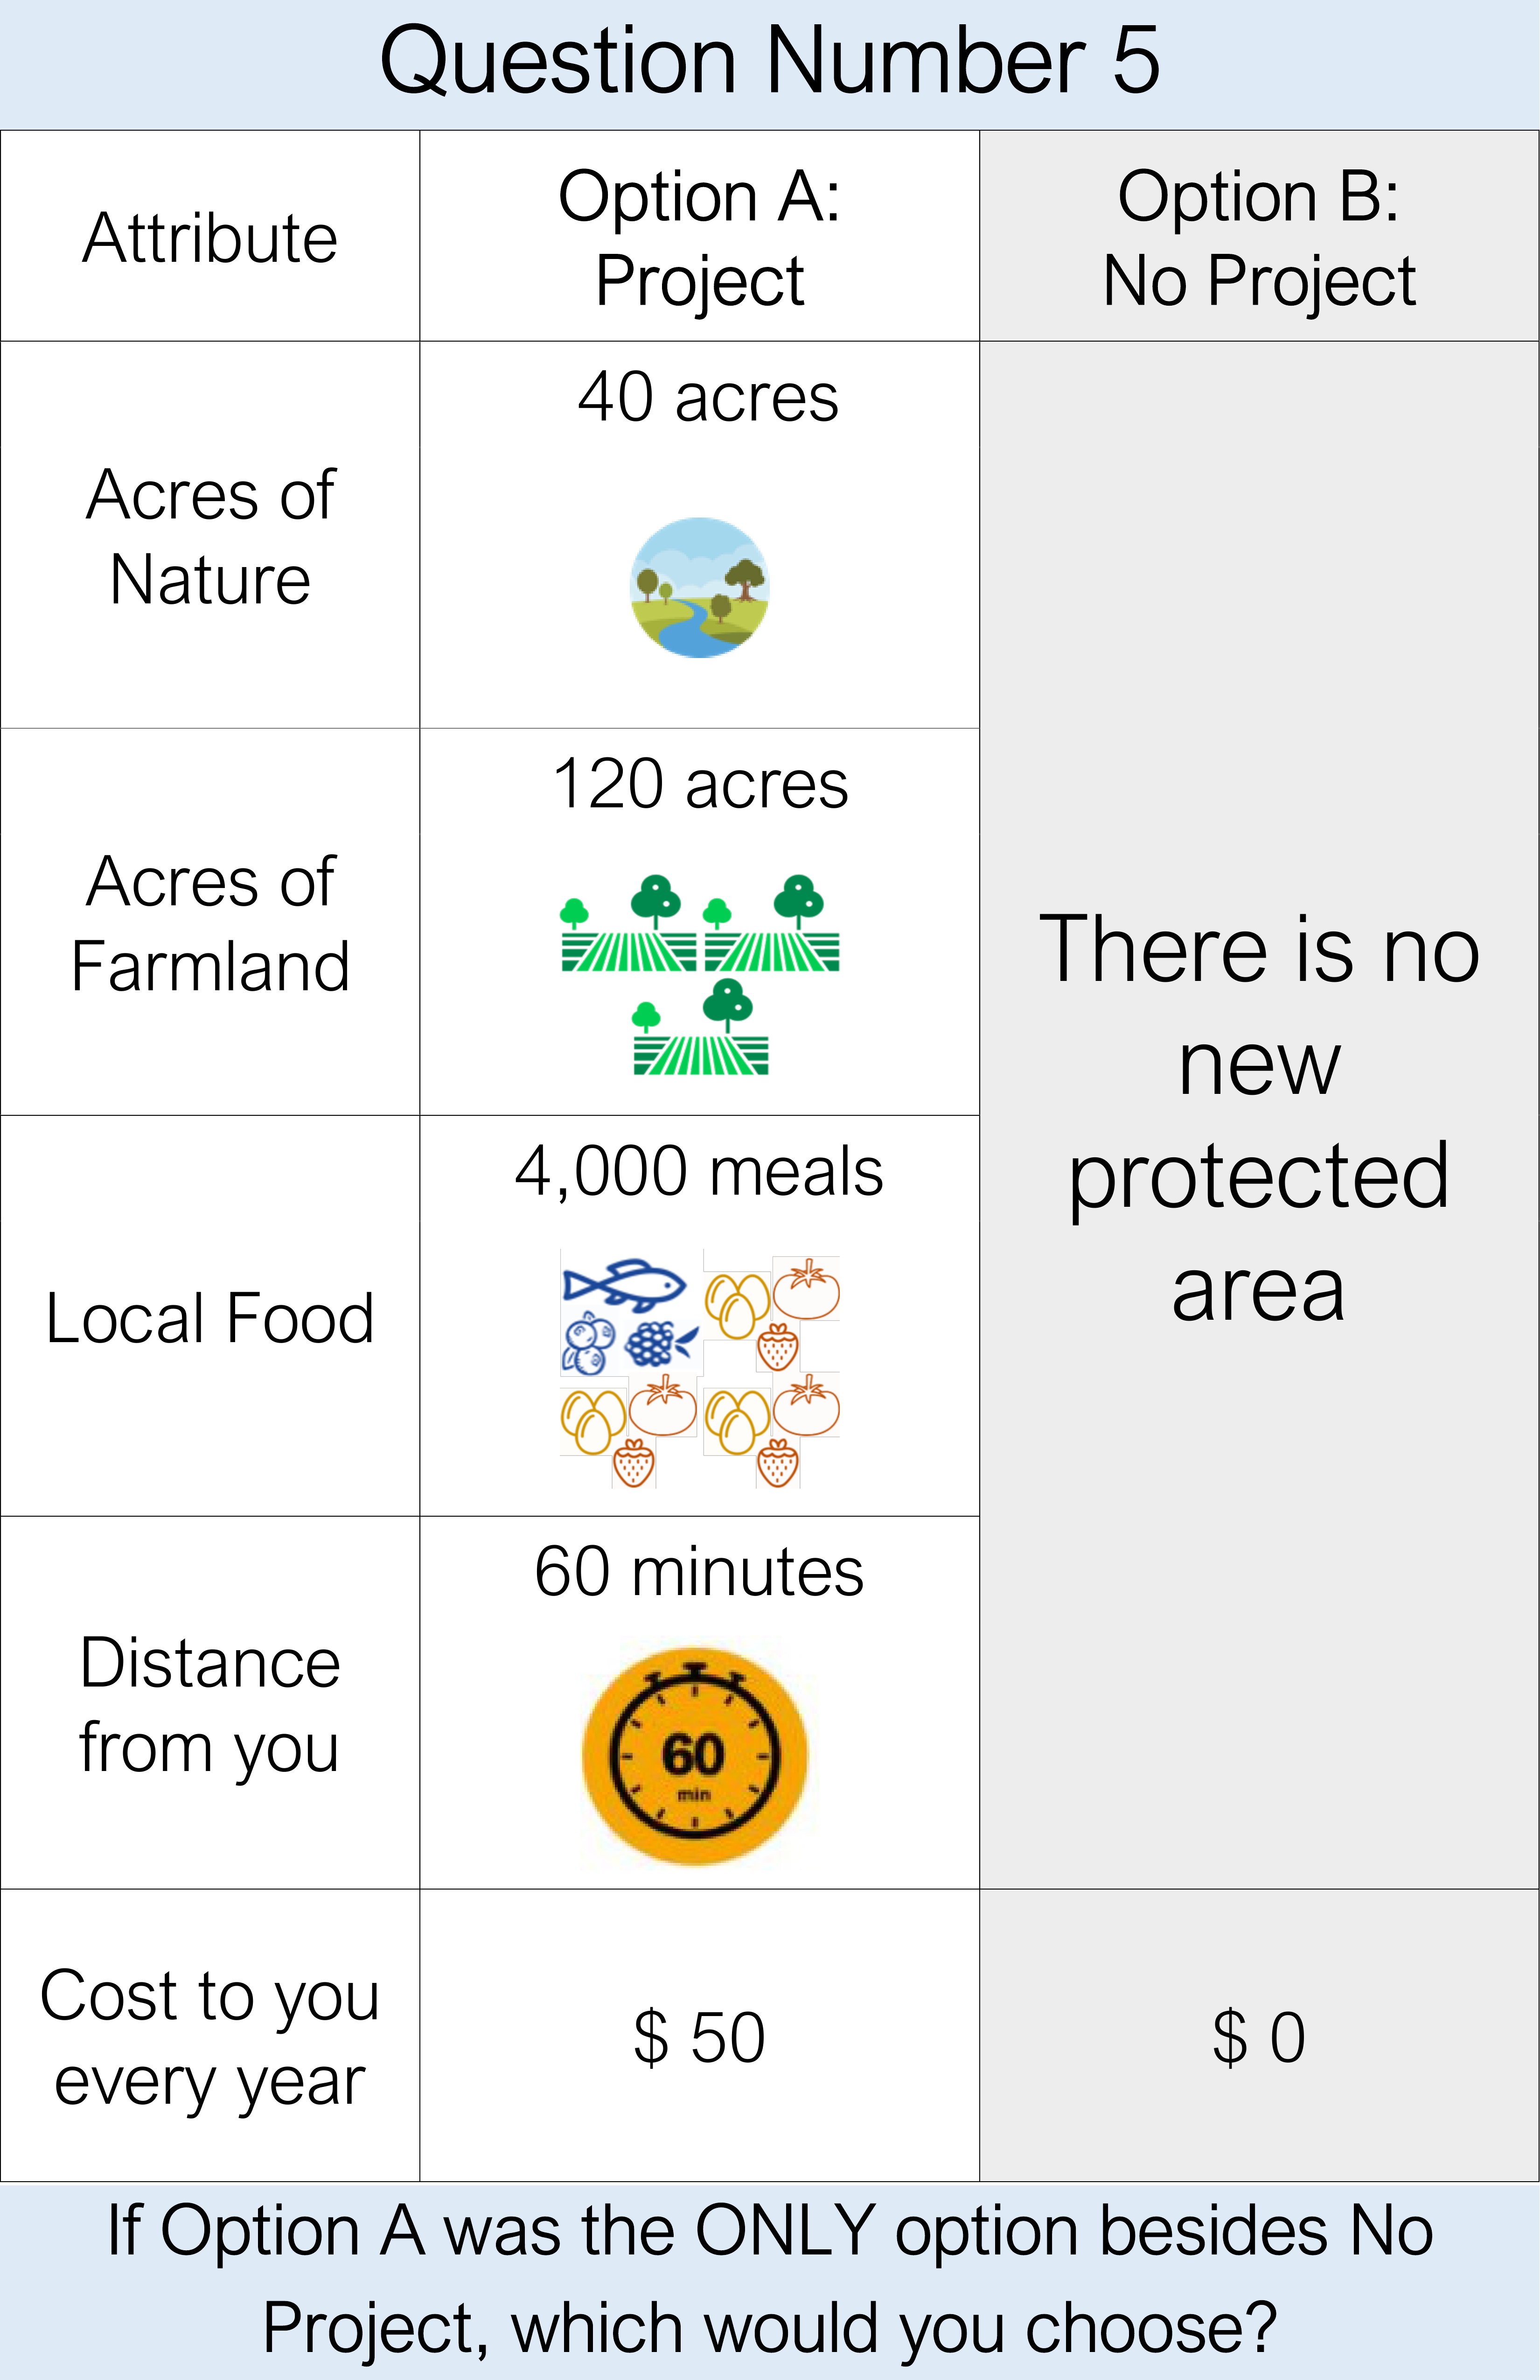 Question Number 5
Attribute
Option A:
Project
Option B:
No Project
Acres of
Nature
40 acres
Acres of
Farmland
120 acres
Local Food
4,000 meals
Distance
from you
60 minutes
60
min
There is no
new
protected
area
Cost to you
every year
$ 50
$ 0
If Option A was the ONLY option besides No
Project, which would you choose?